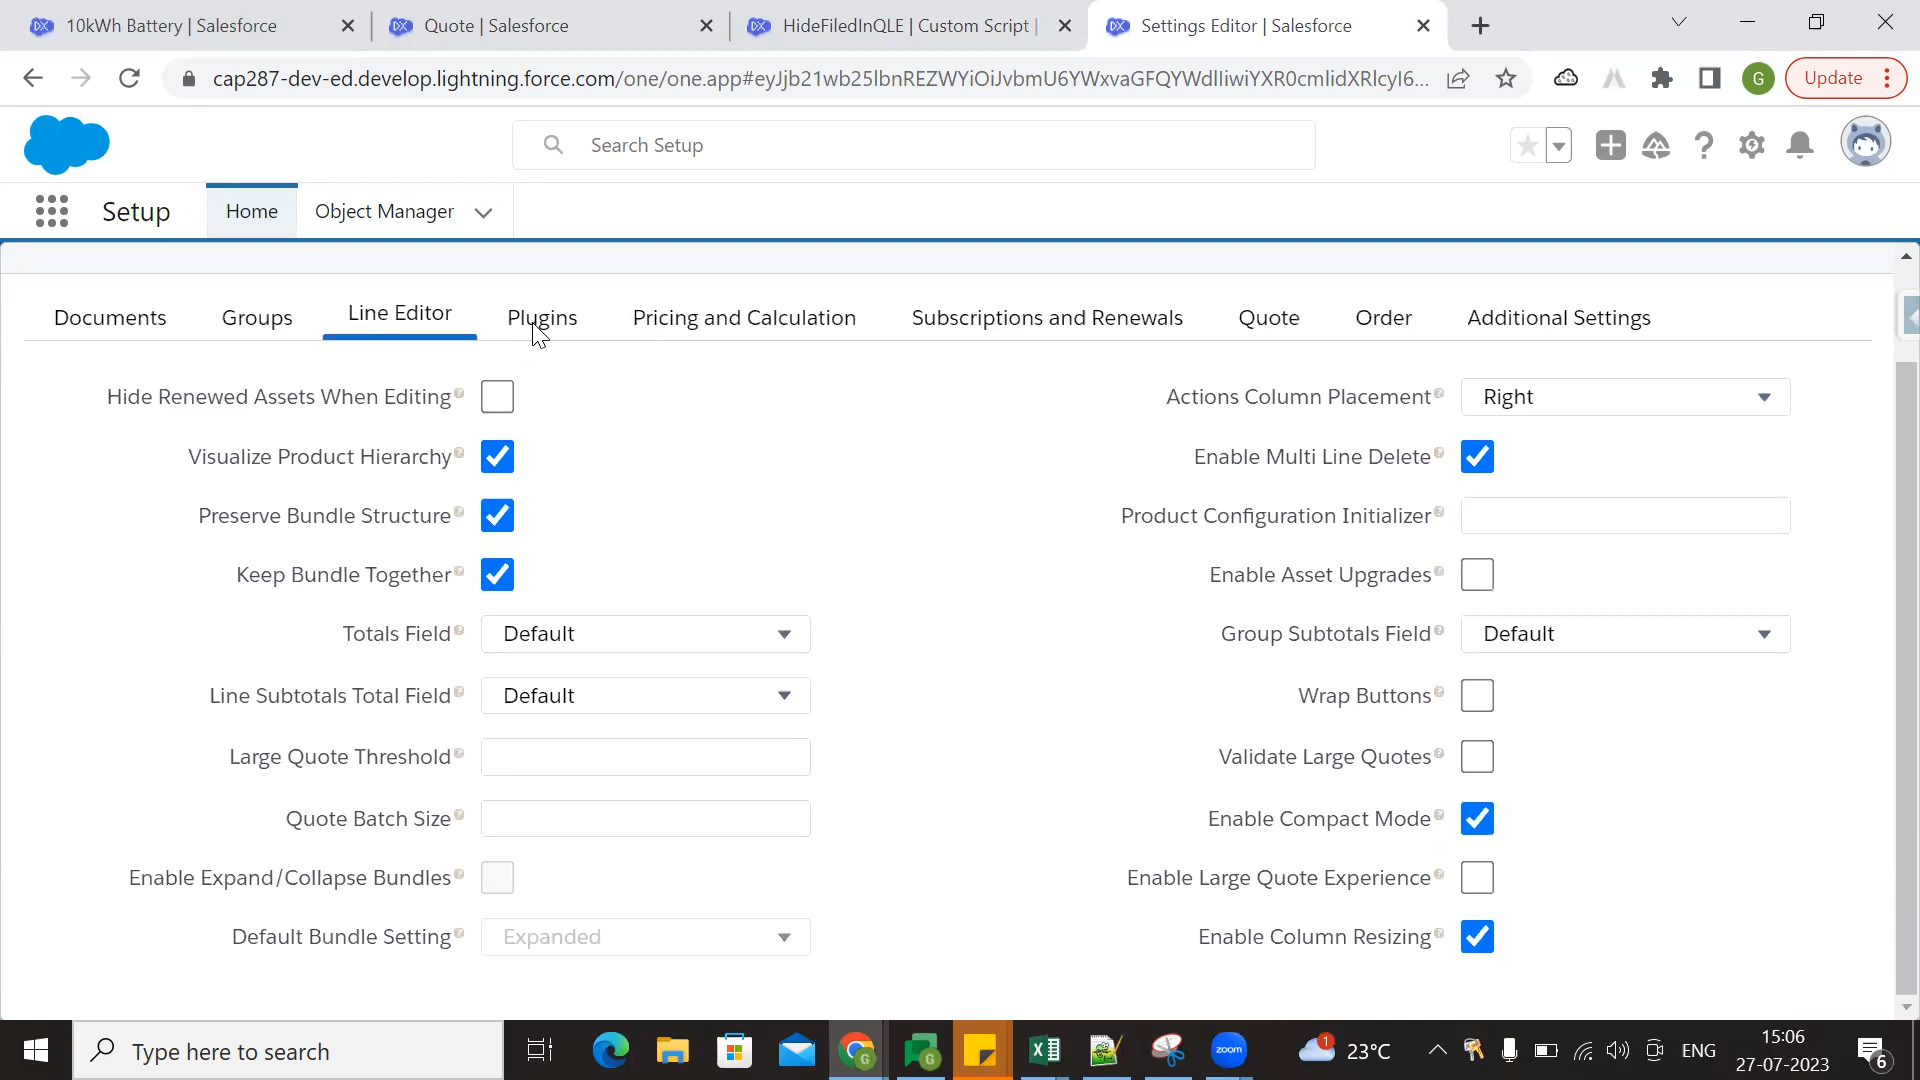 10kWh Battery | Salesforce
Quote | Salesforce
HideFiledInQLE | Custom Script |
Settings Editor | Salesforce
cap287-dev-ed.develop.lightning.force.com/one/one.app#eyJjb21wb25lbnREZWYiOiJvbmU6YWxvaGFQYWdlIiwiYXR0cmlidXRlcyI6...
G
Update
Search Setup
Setup
Home
Object Manager
Documents
Groups
Line Editor
Plugins
Pricing and Calculation
Subscriptions and Renewals
Quote
Order
Additional Settings
Hide Renewed Assets When Editing
Actions Column Placement
Right
Visualize Product Hierarchy
Enable Multi Line Delete
Preserve Bundle Structure
Product Configuration Initializer
Keep Bundle Together
Enable Asset Upgrades
Totals Field
Default
Group Subtotals Field
Default
Line Subtotals Total Field
Default
Wrap Buttons
Large Quote Threshold
Validate Large Quotes
Quote Batch Size
Enable Compact Mode
Enable Expand/Collapse Bundles
Enable Large Quote Experience
Default Bundle Setting
Expanded
Enable Column Resizing
Type here to search
zoom
1
23°C
ENG
15:06
27-07-2023
6